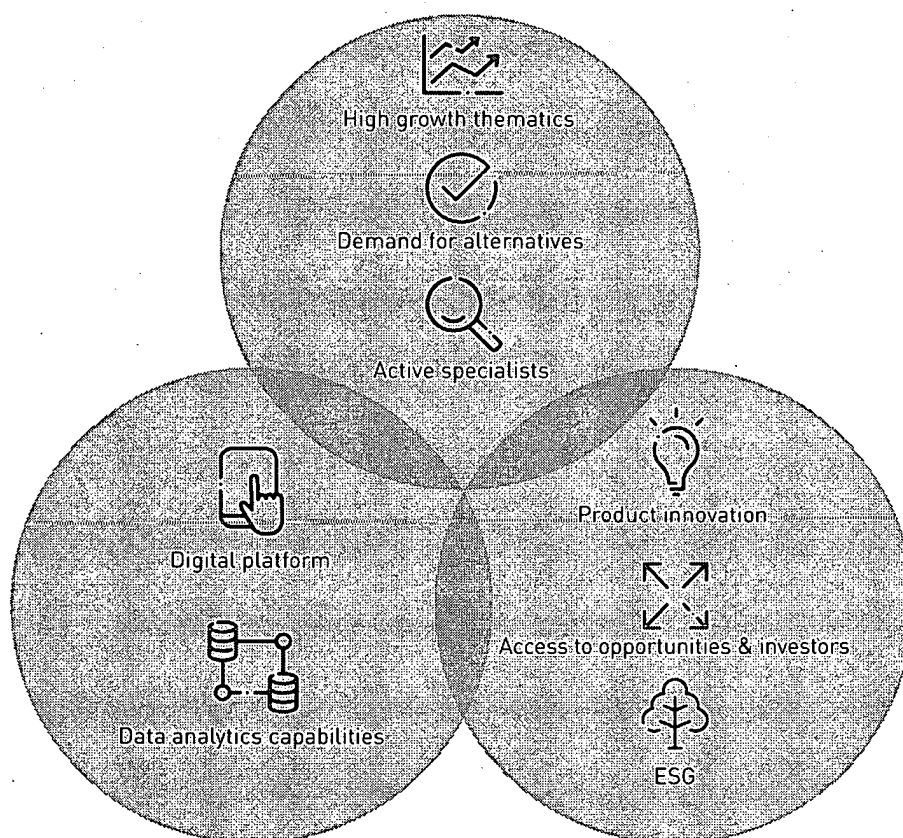 High growth thematics
Demand for alternatives
Active specialists
Digital platform
Data analytics capabilities
Product innovation
Access to opportunities & investors
ESG